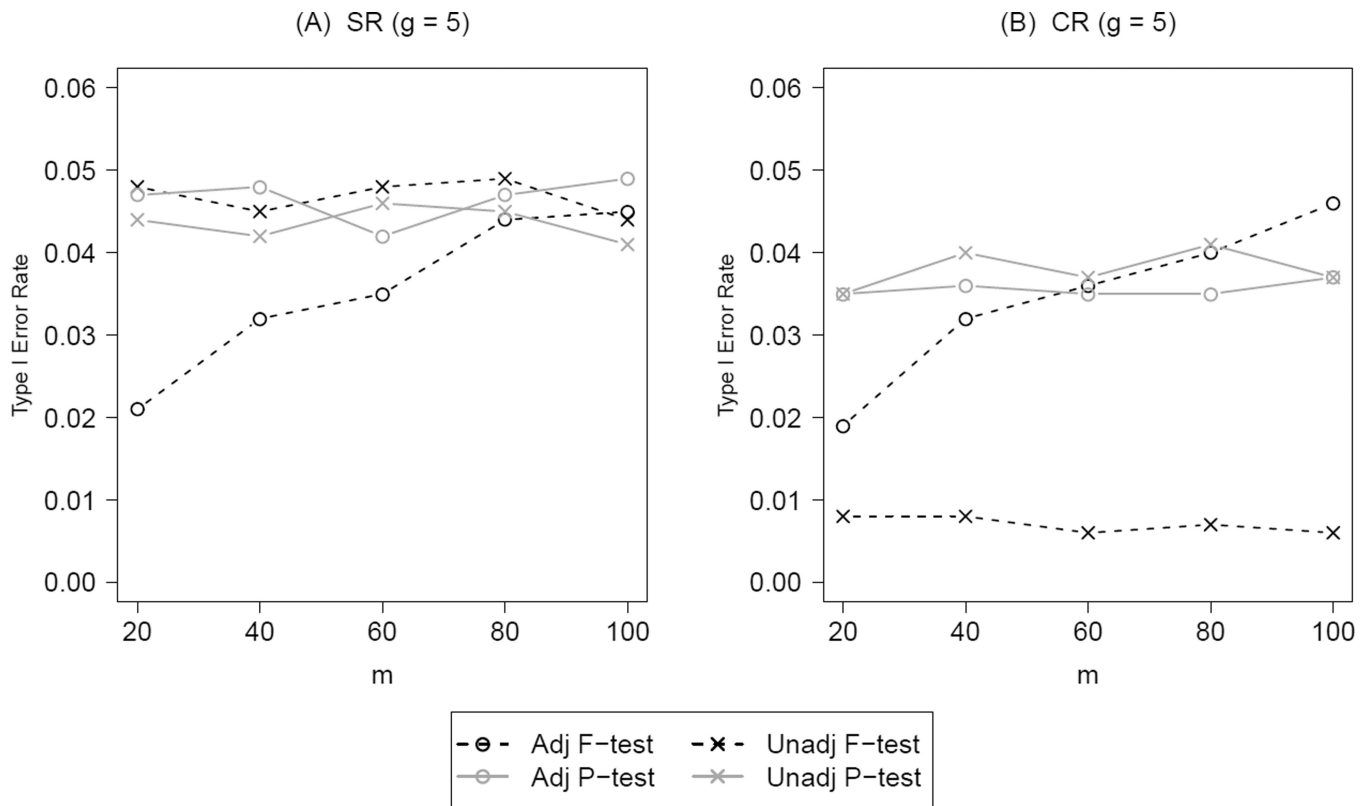 (A) SR (g = 5)
0.06
0.05
0.04
0.03
0.02
0.01
0.00
Type I Error Rate
20 40 60 80 100
m
(B) CR (g = 5)
0.06
0.05
0.04
0.03
0.02
0.01
0.00
Type I Error Rate
20 40 60 80 100
m
Adj F−test Unadj F−test
Adj P−test Unadj P−test